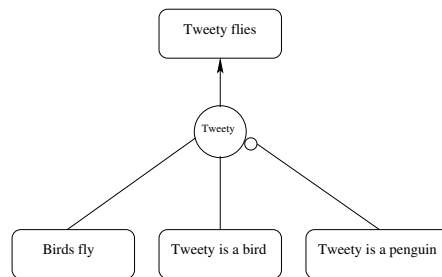 Tweety flies
Tweety
Birds fly
Tweety is a bird
Tweety is a penguin